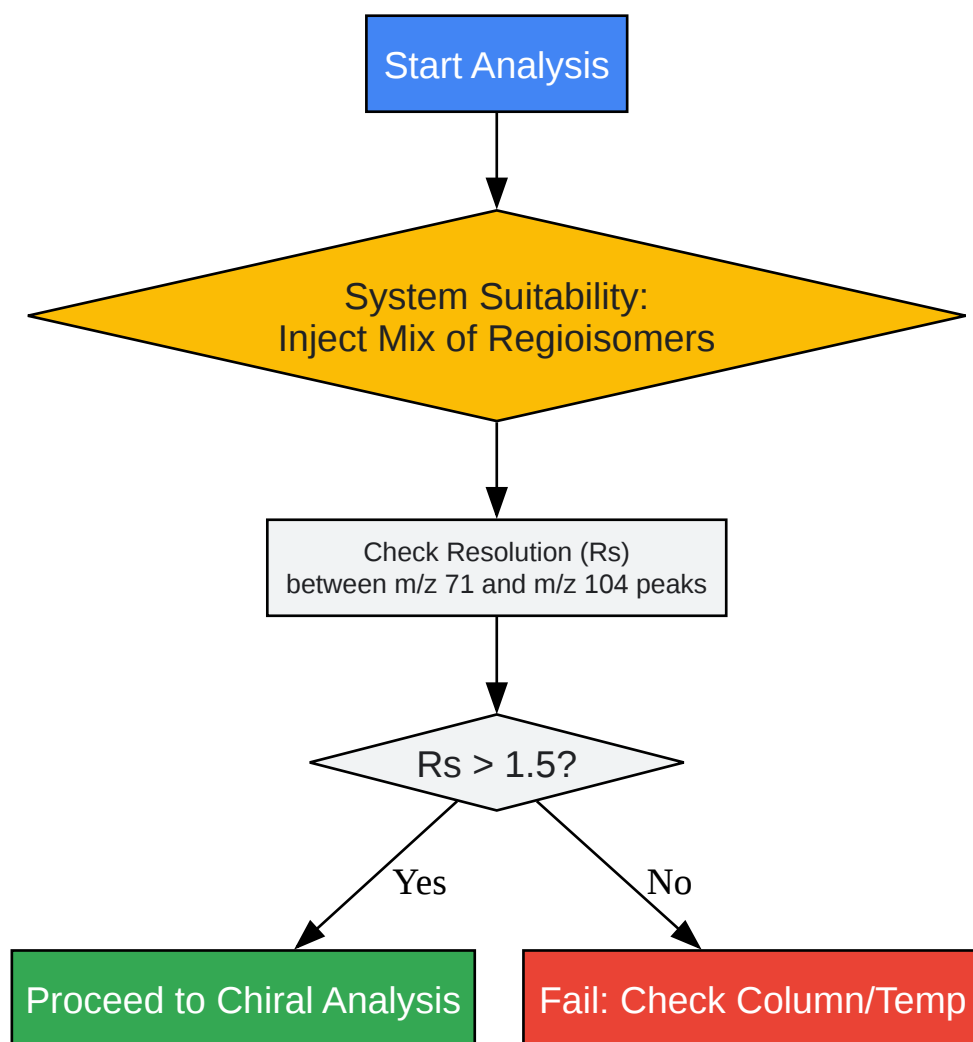 Start Analysis
System Suitability:
Inject Mix of Regioisomers
Check Resolution (Rs)
between m/z 71 and m/z 104 peaks
Rs > 1.5?
Yes
No
Proceed to Chiral Analysis
Fail: Check Column/Temp